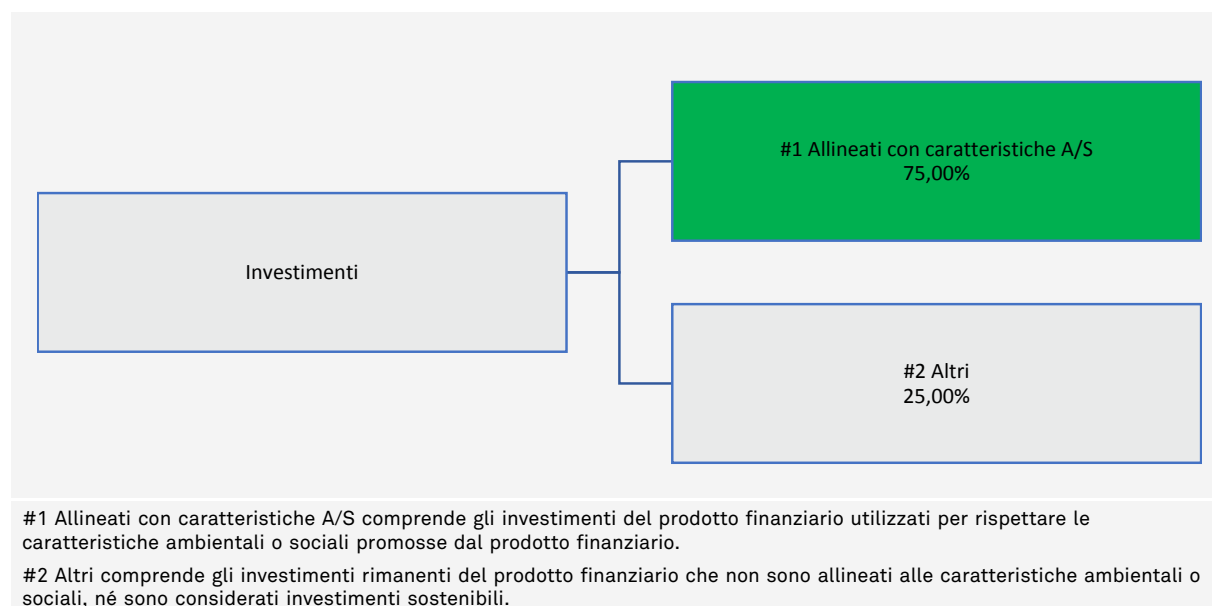 #1 Allineati con caratteristiche A/S
75,00%
Investimenti
#2 Altri
25,00%
#1 Allineati con caratteristiche A/S comprende gli investimenti del prodotto finanziario utilizzati per rispettare le
caratteristiche ambientali o sociali promosse dal prodotto finanziario.
#2 Altri comprende gli investimenti rimanenti del prodotto finanziario che non sono allineati alle caratteristiche ambientali o
sociali, né sono considerati investimenti sostenibili.